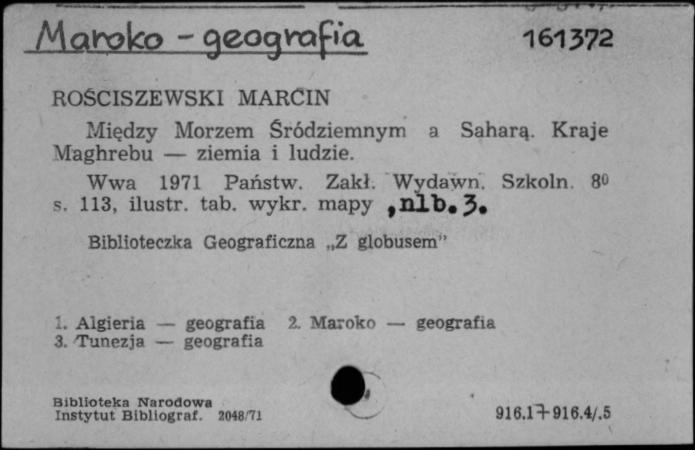 Maroko - geografia 161372
ROŚCISZEWSKI MARCIN
Między Morzem Śródziemnym a Saharą. Kraje
Maghrebu — ziemia i ludzie.
Wwa 1971 Państw. Zakł. Wydawn. Szkoln. 8⁰
s. 113, ilustr. tab. wykr. mapy ,nlb.3.
Biblioteczka Geograficzna „Z globusem”
1. Algieria — geografia 2. Maroko — geografia
3. Tunezja — geografia
Biblioteka Narodowa
Instytut Bibliograf. 2048/71 916.1+916.4/.5